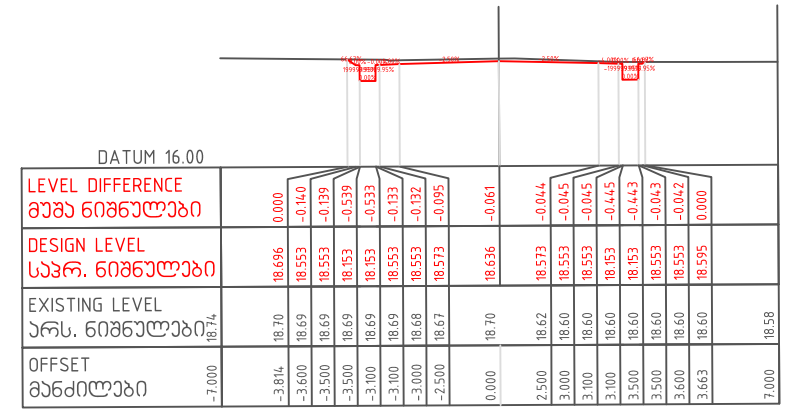 -2.50%
-2.50%
DATUM 16.00
LEVEL DIFFERENCE
მუშა ნიშნულები
0.000 -0.140 -0.139 -0.539 -0.533 -0.133 -0.132 -0.095 -0.061 -0.044 -0.045 -0.045 -0.445 -0.443 -0.043 -0.042 0.000
DESIGN LEVEL
საპრ. ნიშნულები
18.696 18.553 18.553 18.153 18.153 18.553 18.553 18.573 18.636 18.573 18.553 18.553 18.153 18.153 18.553 18.553 18.595
EXISTING LEVEL
არს. ნიშნულები
18.74 18.70 18.69 18.69 18.69 18.69 18.69 18.68 18.67 18.70 18.62 18.60 18.60 18.60 18.60 18.60 18.60 18.60 18.58
OFFSET
მანძილები
-7.000 -3.814 -3.600 -3.500 -3.500 -3.100 -3.100 -3.000 -2.500 0.000 2.500 3.000 3.100 3.100 3.500 3.500 3.600 3.663 7.000